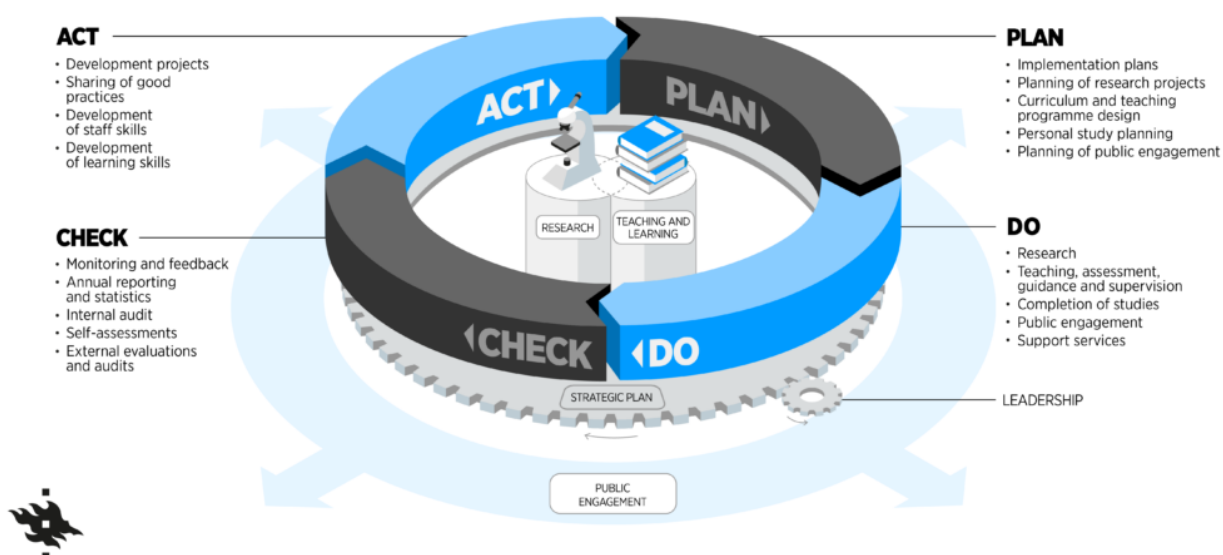 ACT
• Development projects
• Sharing of good
practices
• Development
of staff skills
• Development
of learning skills
CHECK
• Monitoring and feedback
• Annual reporting
and statistics
• Internal audit
• Self-assessments
• External evaluations
and audits
ACT
PLAN
RESEARCH
TEACHING AND
LEARNING
CHECK
DO
STRATEGIC PLAN
PUBLIC
ENGAGEMENT
PLAN
• Implementation plans
• Planning of research projects
• Curriculum and teaching
programme design
• Personal study planning
• Planning of public engagement
DO
• Research
• Teaching, assessment,
guidance and supervision
• Completion of studies
• Public engagement
• Support services
LEADERSHIP